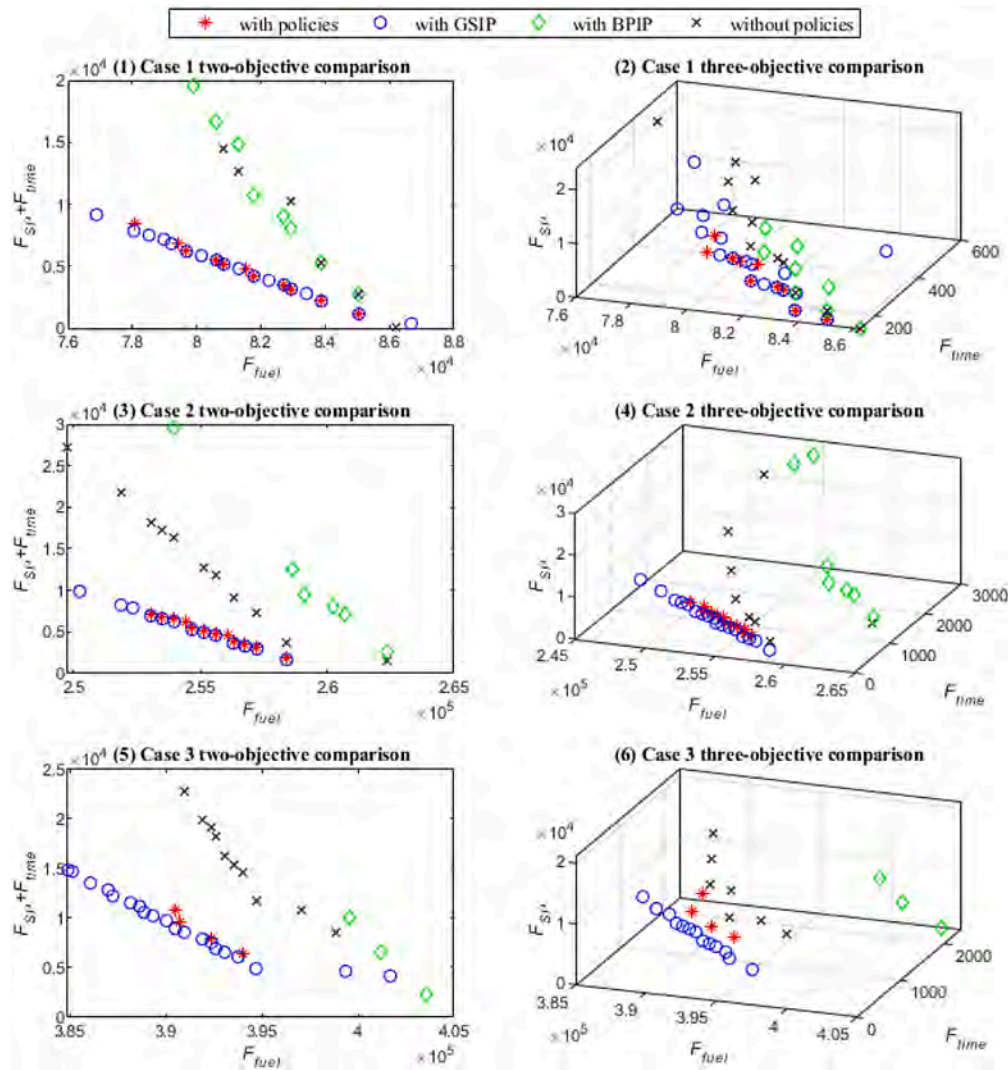 with policies with GSIP with BPIP without policies
(1) Case 1 two-objective comparison
×10⁴
F_SIP+F_time
2
1.5
1
0.5
0
7.6 7.8 8 8.2 8.4 8.6 8.8
F_fuel ×10⁴
(2) Case 1 three-objective comparison
×10⁴
F_SIP
2
1
0
7.6 7.8 8 8.2 8.4 8.6
×10⁴
F_fuel
200 400 600
F_time
(3) Case 2 two-objective comparison
×10⁴
F_SIP+F_time
3
2.5
2
1.5
1
0.5
0
2.5 2.55 2.6 2.65
F_fuel ×10⁵
(4) Case 2 three-objective comparison
×10⁴
F_SIP
3
2
1
0
2.45 2.5 2.55 2.6 2.65
×10⁵
F_fuel
0 1000 2000 3000
F_time
(5) Case 3 two-objective comparison
×10⁴
F_SIP+F_time
2.5
2
1.5
1
0.5
0
3.85 3.9 3.95 4 4.05
F_fuel ×10⁵
(6) Case 3 three-objective comparison
×10⁴
F_SIP
2
1
0
3.85 3.9 3.95 4 4.05
×10⁵
F_fuel
0 1000 2000
F_time